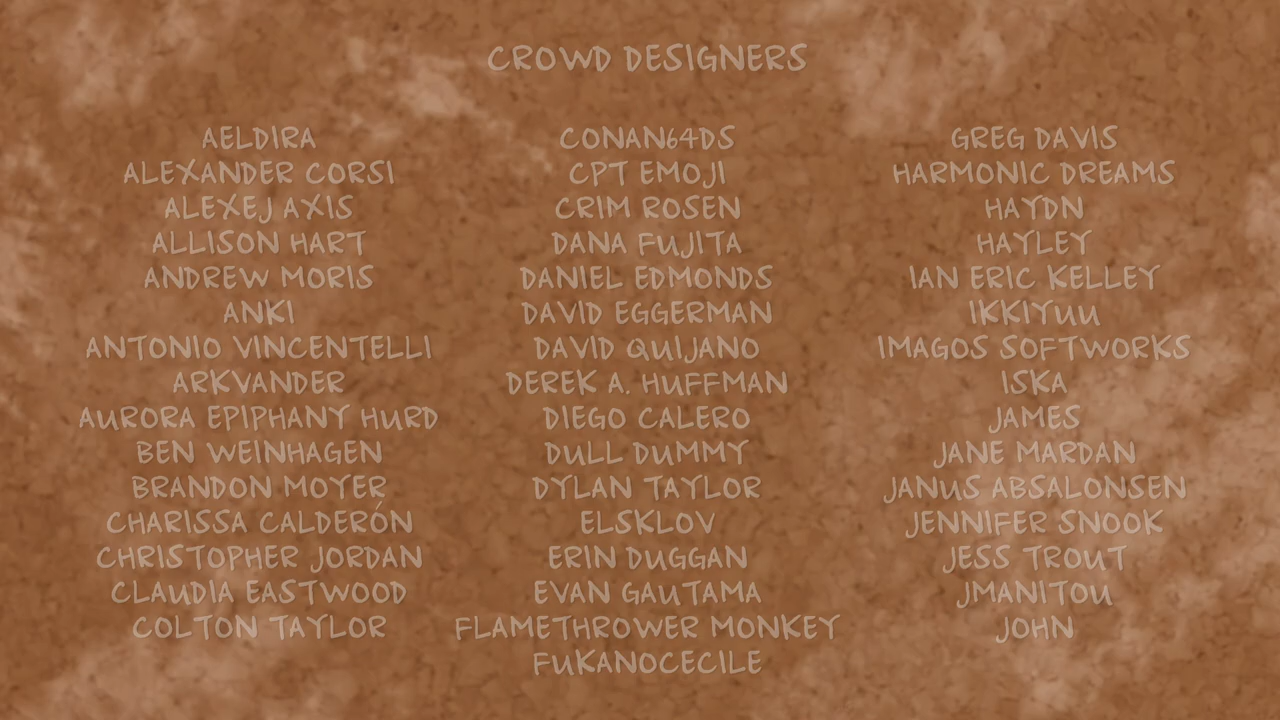 CROWD DESIGNERS
AELDIRA
ALEXANDER CORSI
ALEXEJ AXIS
ALLISON HART
ANDREW MORIS
ANKI
ANTONIO VINCENTELLI
ARKVANDER
AURORA EPIPHANY HURD
BEN WEINHAGEN
BRANDON MOYER
CHARISSA CALDERÓN
CHRISTOPHER JORDAN
CLAUDIA EASTWOOD
COLTON TAYLOR
CONAN64DS
CPT EMOJI
CRIM ROSEN
DANA FUJITA
DANIEL EDMONDS
DAVID EGGERMAN
DAVID QUIJANO
DEREK A. HUFFMAN
DIEGO CALERO
DULL DUMMY
DYLAN TAYLOR
ELSKLOV
ERIN DUGGAN
EVAN GAUTAMA
FLAMETHROWER MONKEY
FUKANOCECILE
GREG DAVIS
HARMONIC DREAMS
HAYDN
HAYLEY
IAN ERIC KELLEY
IKKIYUU
IMAGOS SOFTWORKS
ISKA
JAMES
JANE MARDAN
JANUS ABSALONSEN
JENNIFER SNOOK
JESS TROUT
JMANITOU
JOHN